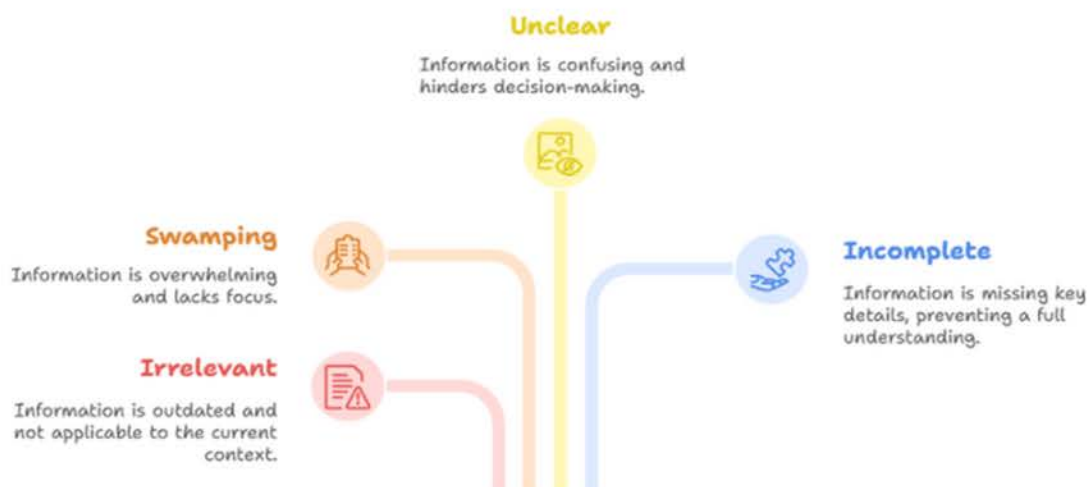 Unclear
Information is confusing and
hinders decision-making.
Swamping
Information is overwhelming
and lacks focus.
Incomplete
Information is missing key
details, preventing a full
understanding.
Irrelevant
Information is outdated and
not applicable to the current
context.